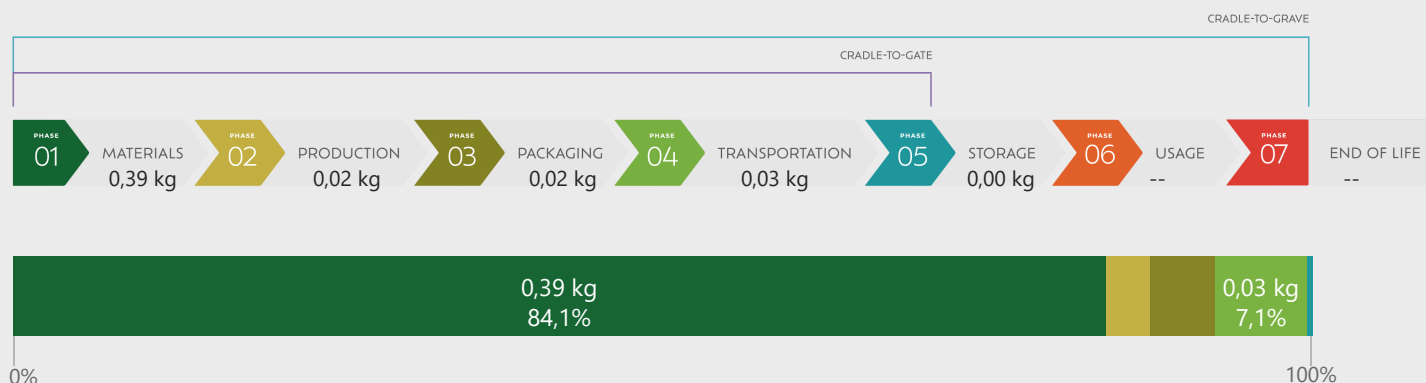 CRADLE-TO-GRAVE
CRADLE-TO-GATE
PHASE
01
MATERIALS
0,39 kg
PHASE
02
PRODUCTION
0,02 kg
PHASE
03
PACKAGING
0,02 kg
PHASE
04
TRANSPORTATION
0,03 kg
PHASE
05
STORAGE
0,00 kg
PHASE
06
USAGE
--
PHASE
07
END OF LIFE
--
0,39 kg
84,1%
0,03 kg
7,1%
0%
100%